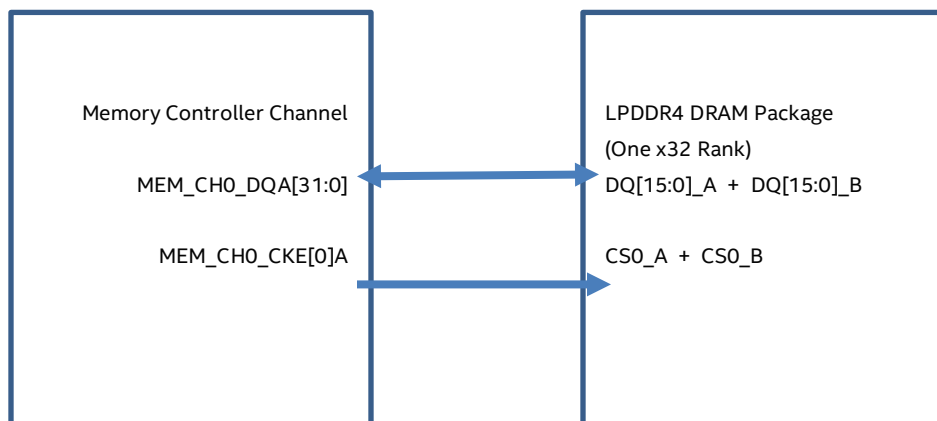 Memory Controller Channel
LPDDR4 DRAM Package
(One x32 Rank)
MEM_CH0_DQA[31:0]
DQ[15:0]_A + DQ[15:0]_B
MEM_CH0_CKE[0]A
CS0_A + CS0_B